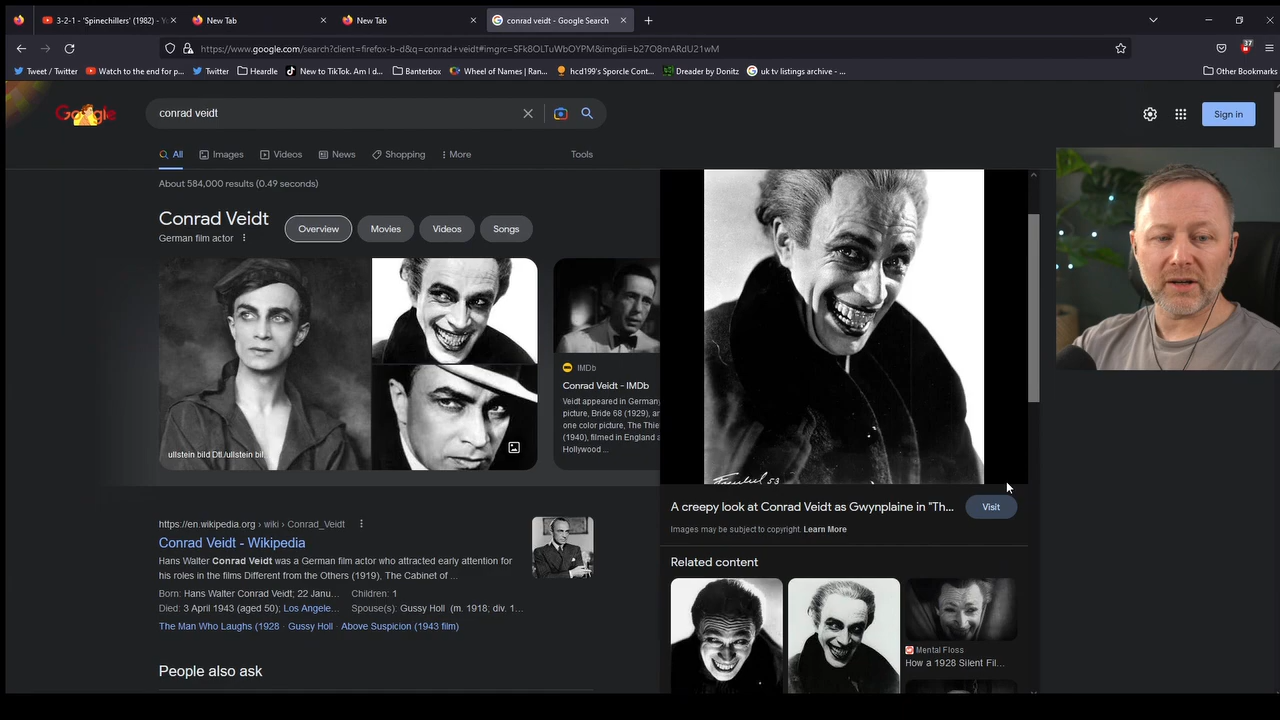 3-2-1 - 'Spinechillers' (1982) - Yo
New Tab
New Tab
conrad veidt - Google Search
https://www.google.com/search?client=firefox-b-d&q=conrad+veidt#imgrc=SFk8OLTuWbOYPM&imgdii=b27O8mARdU21wM
37
Tweet / Twitter
Watch to the end for p...
Twitter
Heardle
New to TikTok. Am I d...
Banterbox
Wheel of Names | Ran...
hcd199's Sporcle Cont...
Dreader by Donitz
uk tv listings archive - ...
Other Bookmarks
conrad veidt
Sign in
All
Images
Videos
News
Shopping
More
Tools
About 584,000 results (0.49 seconds)
Conrad Veidt
German film actor
Overview
Movies
Videos
Songs
ullstein bild Dtl./ullstein bil
IMDb
Conrad Veidt - IMDb
Veidt appeared in Germany
picture, Bride 68 (1929), an
one color picture, The Thie
(1940), filmed in England a
Hollywood ...
53
A creepy look at Conrad Veidt as Gwynplaine in "Th...
Visit
Images may be subject to copyright. Learn More
https://en.wikipedia.org › wiki › Conrad_Veidt
Conrad Veidt - Wikipedia
Hans Walter Conrad Veidt was a German film actor who attracted early attention for
his roles in the films Different from the Others (1919), The Cabinet of ...
Born: Hans Walter Conrad Veidt; 22 Janu... Children: 1
Died: 3 April 1943 (aged 50); Los Angele... Spouse(s): Gussy Holl (m. 1918; div. 1...
The Man Who Laughs (1928 · Gussy Holl · Above Suspicion (1943 film)
People also ask
Related content
Mental Floss
How a 1928 Silent Fil...